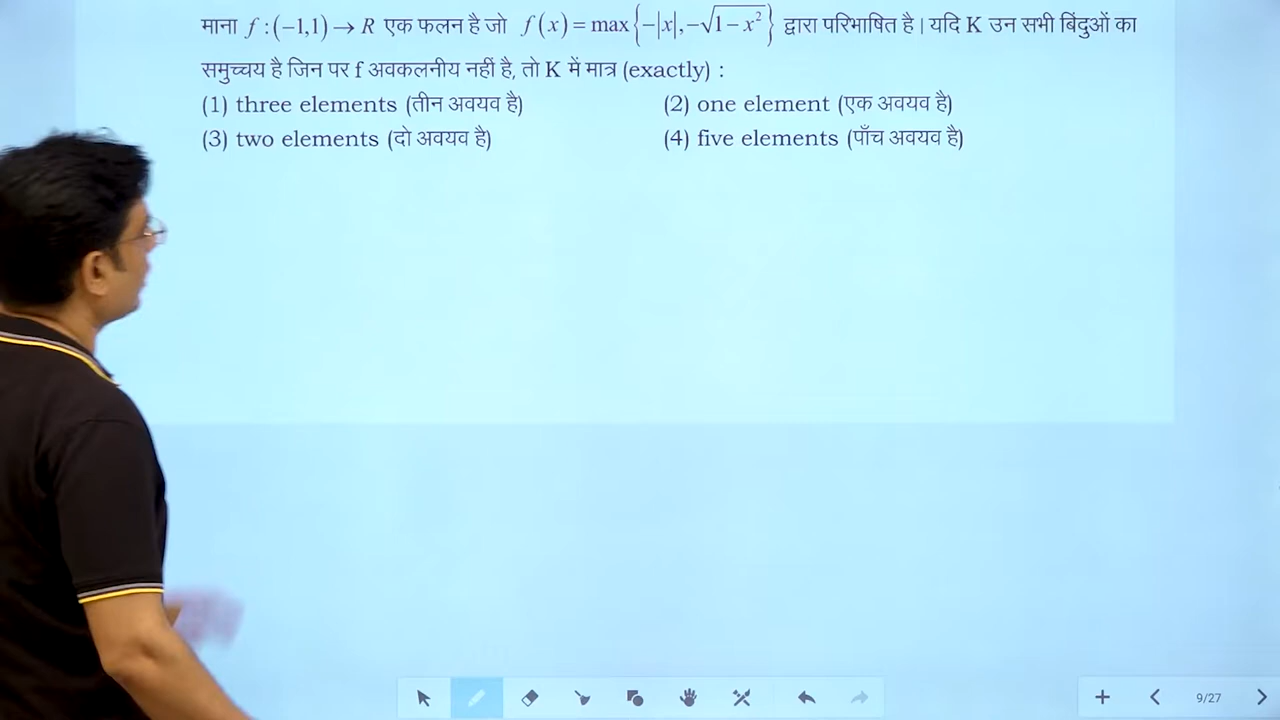 माना f :(−1,1) → R एक फलन है जो f(x) = max{−|x|,−√(1−x²)} द्वारा परिभाषित है। यदि K उन सभी बिंदुओं का
समुच्चय है जिन पर f अवकलनीय नहीं है, तो K में मात्र (exactly) :
(1) three elements (तीन अवयव है) (2) one element (एक अवयव है)
(3) two elements (दो अवयव है) (4) five elements (पाँच अवयव है)
9/27